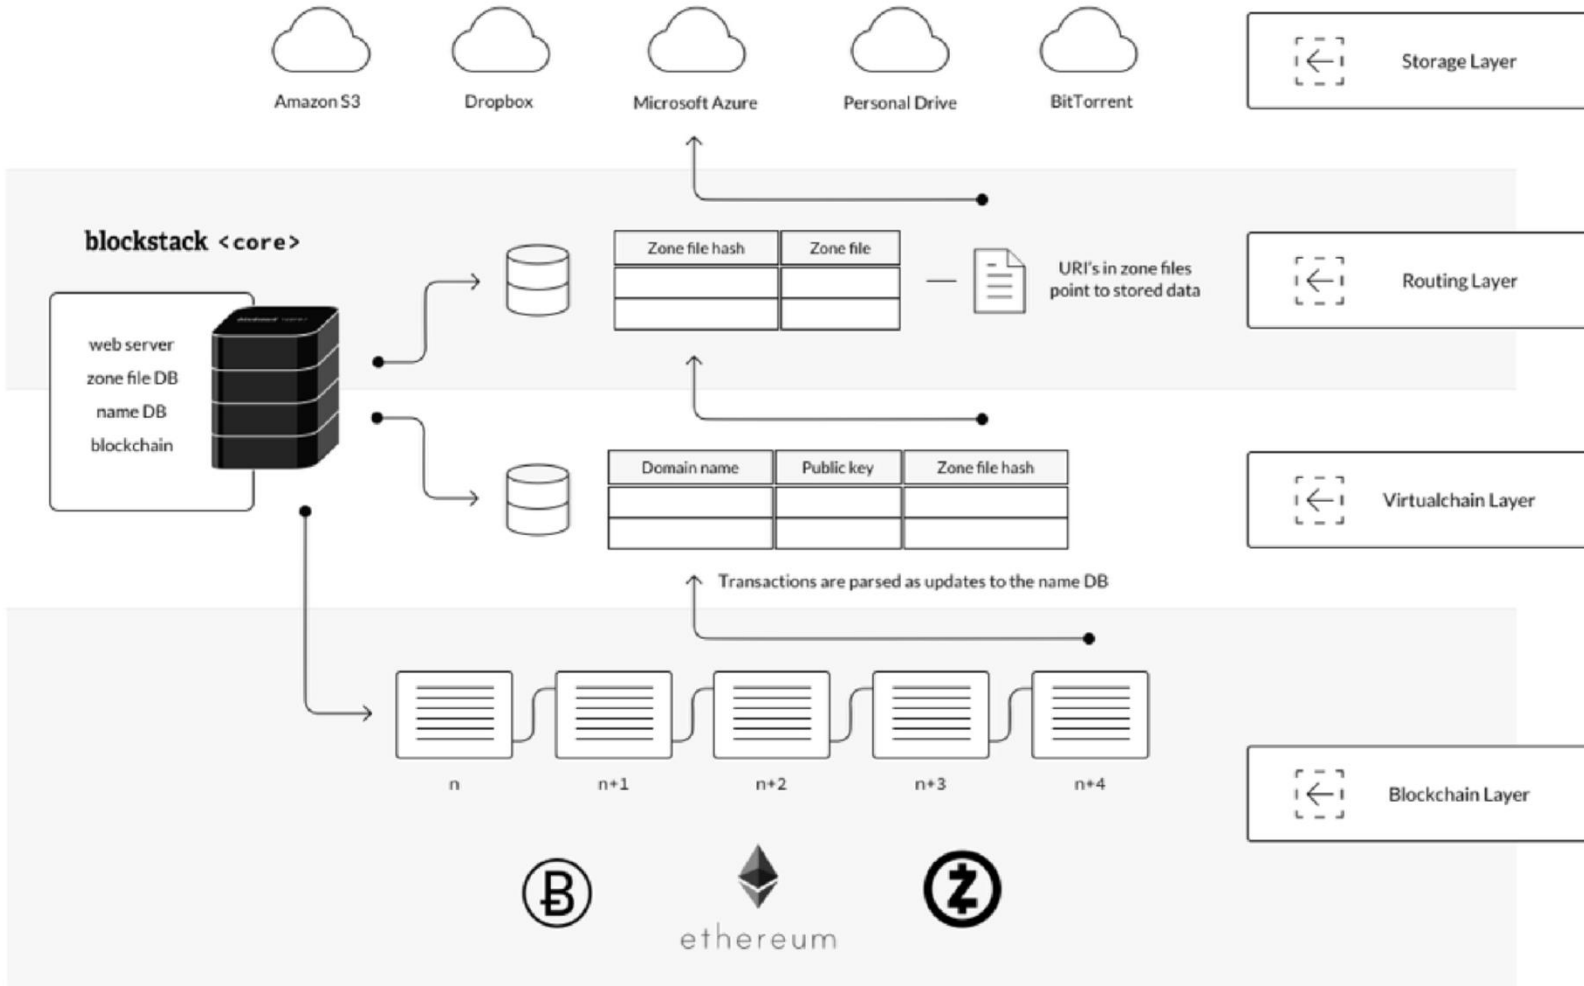 Amazon S3
Dropbox
Microsoft Azure
Personal Drive
BitTorrent
Storage Layer
blockstack <core>
web server
zone file DB
name DB
blockchain
Zone file hash
Zone file
URI's in zone files
point to stored data
Routing Layer
Domain name
Public key
Zone file hash
Virtualchain Layer
Transactions are parsed as updates to the name DB
n
n+1
n+2
n+3
n+4
Blockchain Layer
ethereum